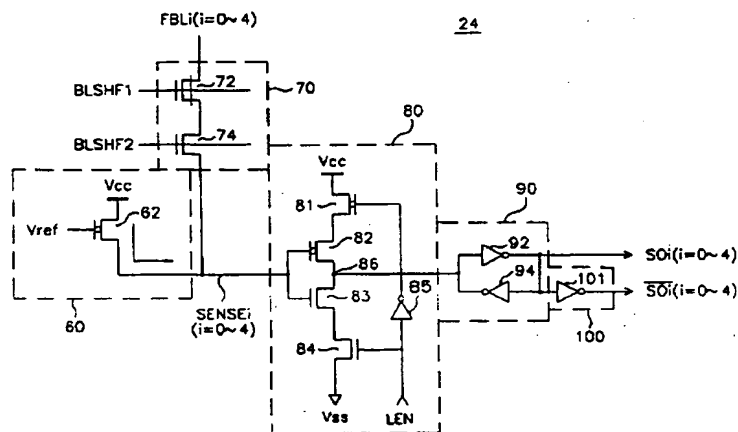 FBLi(i=0~4)
24
BLSHF1
72
70
BLSHF2
74
80
Vcc
Vcc
81
90
Vref
62
82
92
SOi(i=0~4)
86
94
101
S̅O̅i(i=0~4)
83
85
60
SENSEi
(i=0~4)
84
100
Vss
LEN